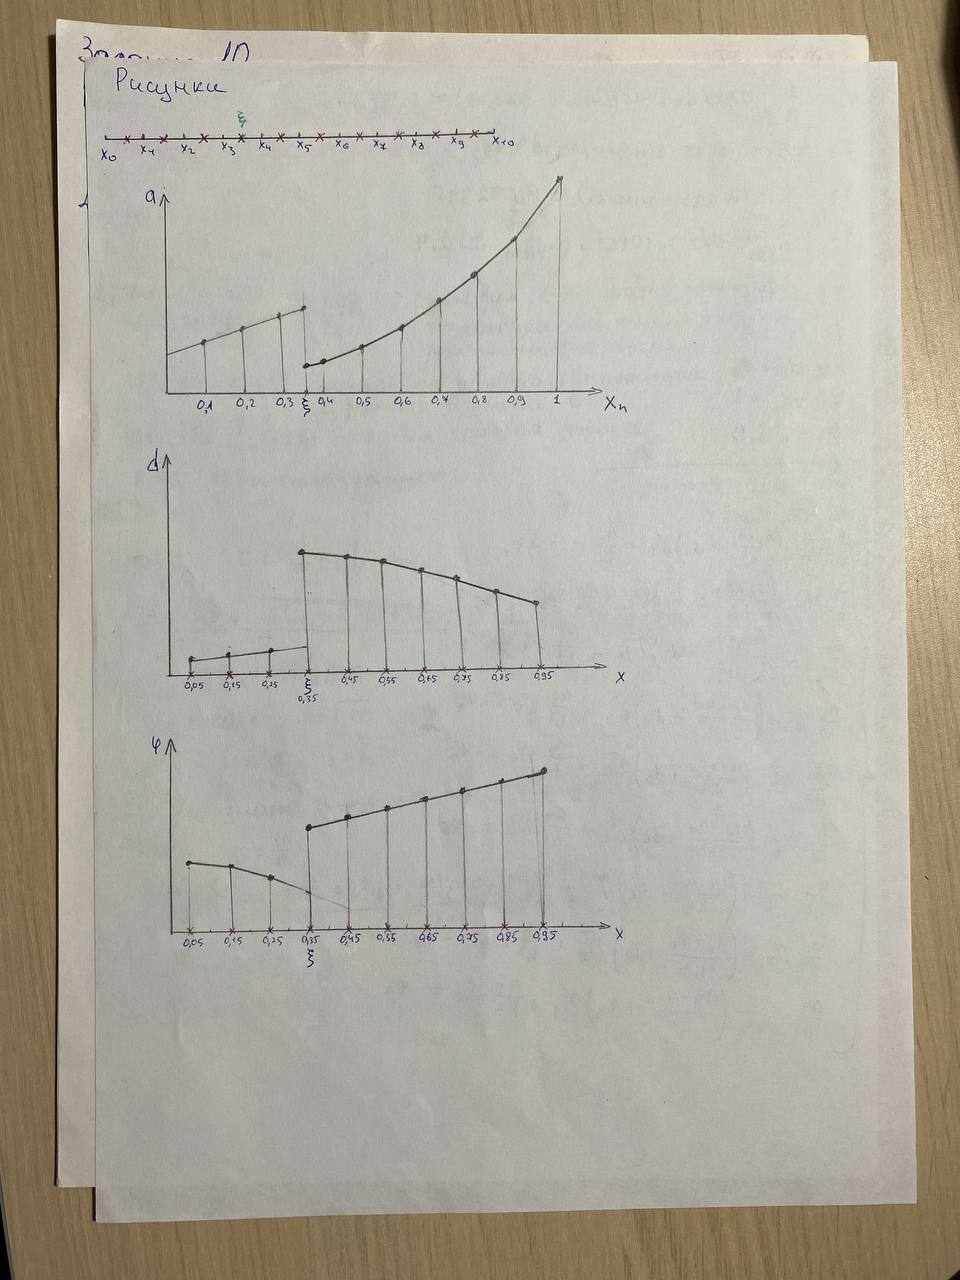 Рисунки
ξ
x₀ x₁ x₂ x₃ x₄ x₅ x₆ x₇ x₈ x₉ x₁₀
a
0,1 0,2 0,3 ξ 0,4 0,5 0,6 0,7 0,8 0,9 1 Xₙ
d
0,05 0,15 0,25 ξ 0,45 0,55 0,65 0,75 0,85 0,95 x
0,35
φ
0,05 0,15 0,25 0,35 0,45 0,55 0,65 0,75 0,85 0,95 x
ξ